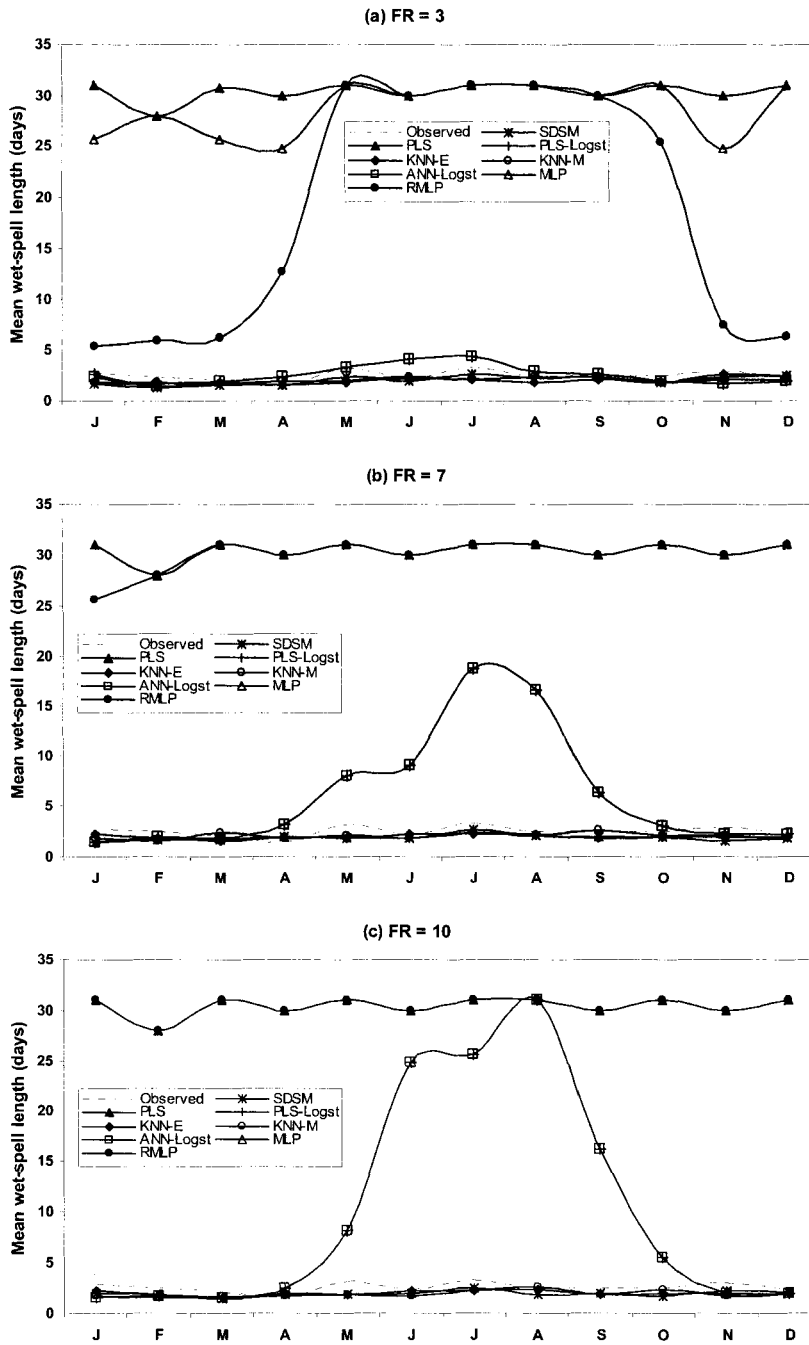 (a) FR = 3
Mean wet-spell length (days)
35
30
25
20
15
10
5
0
Observed SDSM
PLS PLS-Logst
KNN-E KNN-M
ANN-Logst MLP
RMLP
J F M A M J J A S O N D
(b) FR = 7
Mean wet-spell length (days)
35
30
25
20
15
10
5
0
Observed SDSM
PLS PLS-Logst
KNN-E KNN-M
ANN-Logst MLP
RMLP
J F M A M J J A S O N D
(c) FR = 10
Mean wet-spell length (days)
35
30
25
20
15
10
5
0
Observed SDSM
PLS PLS-Logst
KNN-E KNN-M
ANN-Logst MLP
RMLP
J F M A M J J A S O N D